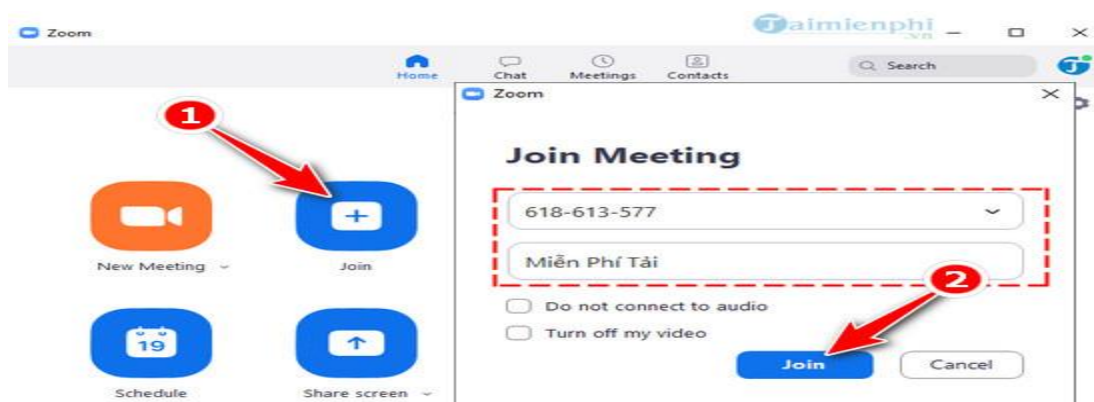 Zoom
Taimienphi
.vn
Home
Chat
Meetings
Contacts
Search
Zoom
1
Join Meeting
618-613-577
Miễn Phí Tải
2
Do not connect to audio
Turn off my video
Join
Cancel
New Meeting
Join
19
Schedule
Share screen